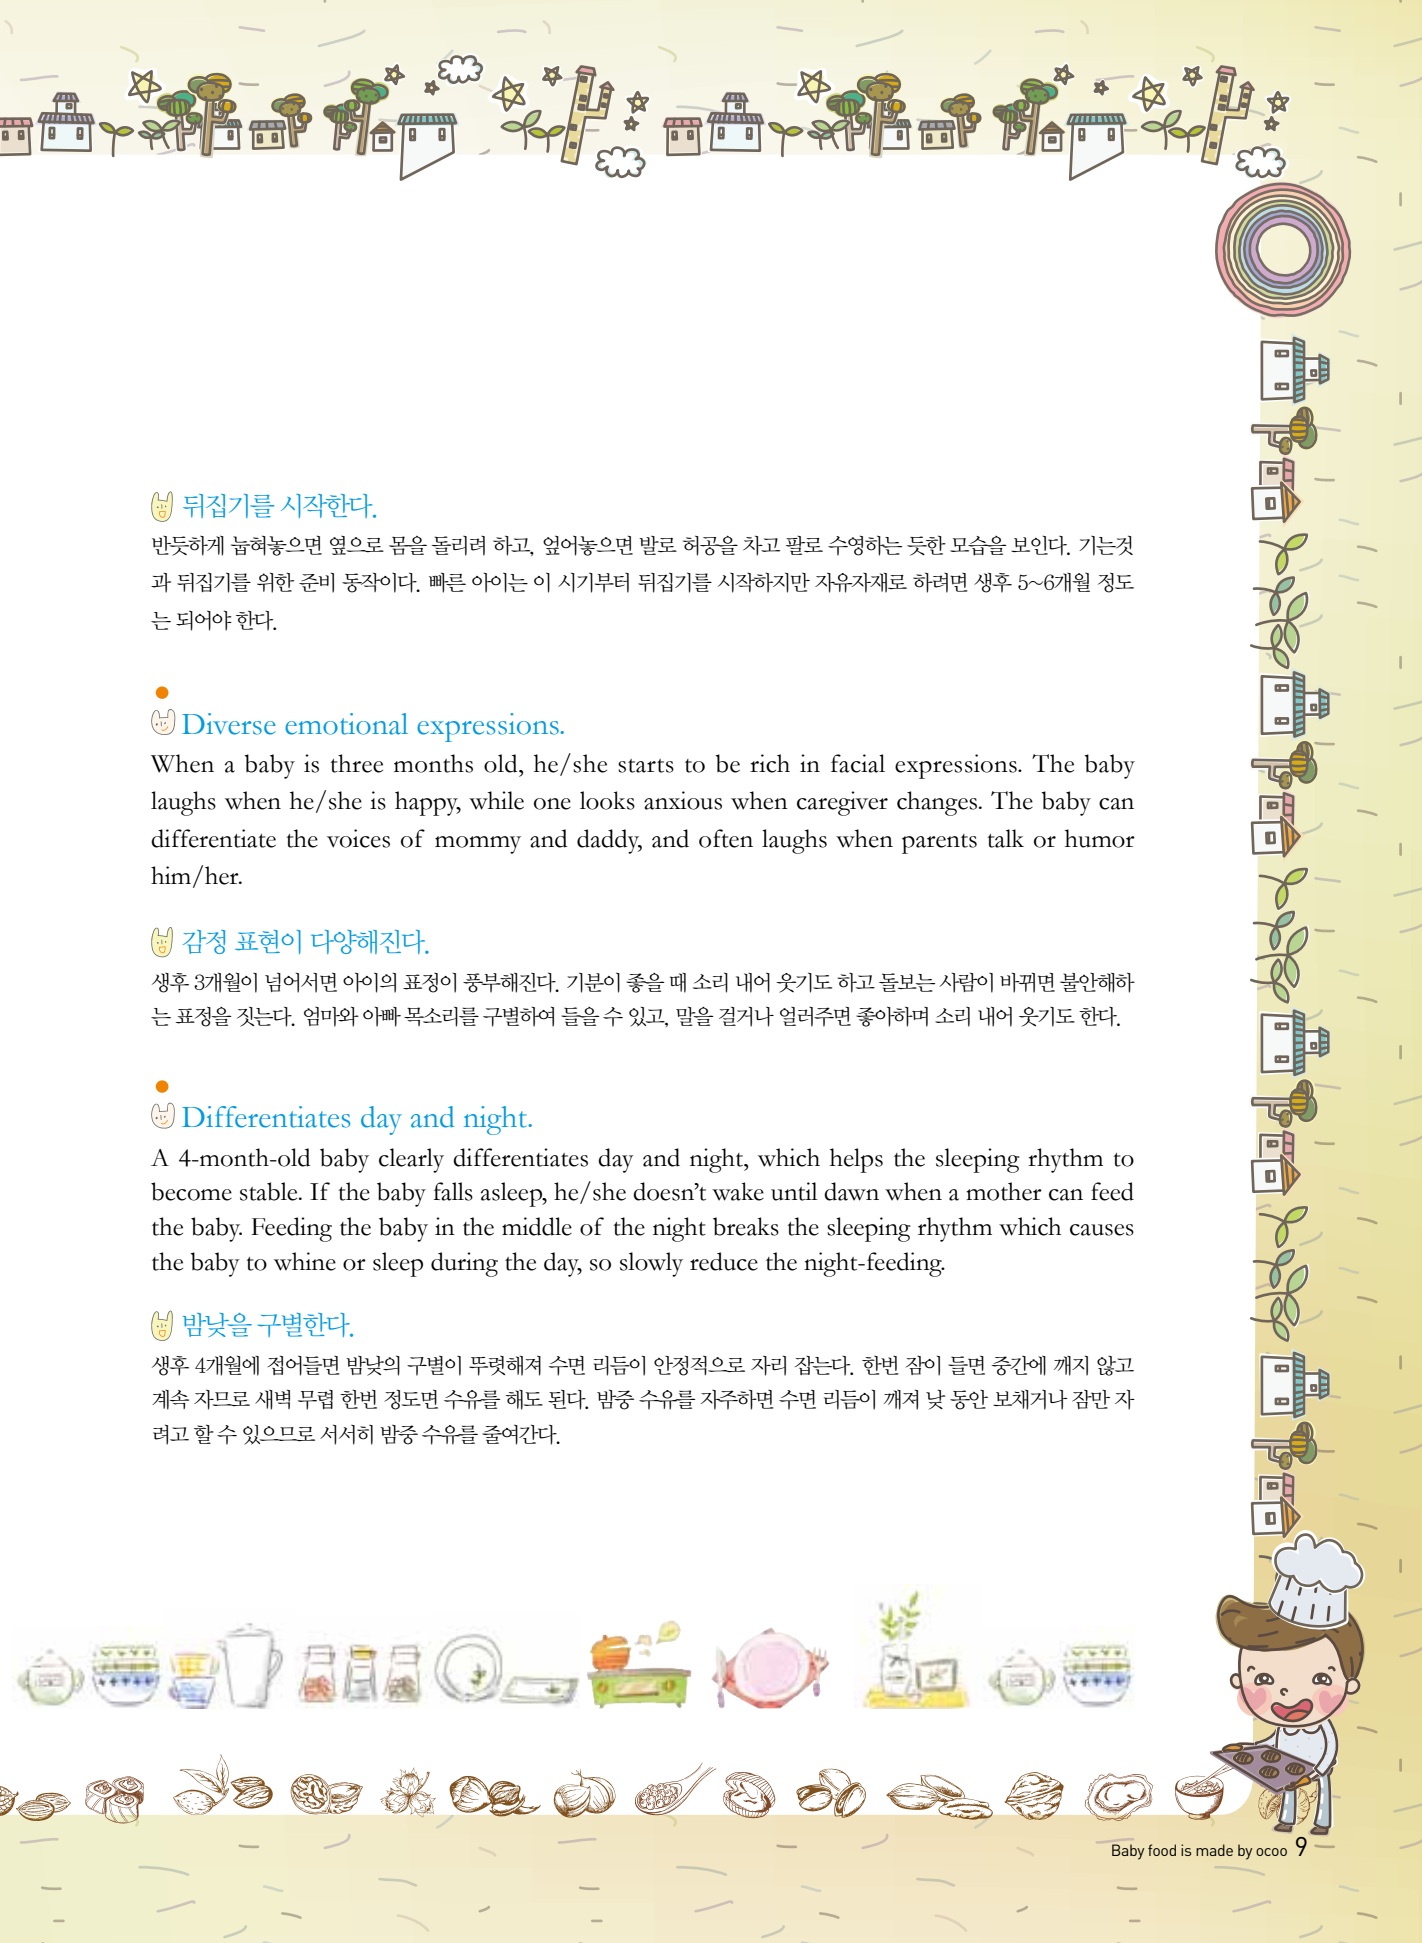 뒤집기를 시작한다.
반듯하게 눕혀놓으면 옆으로 몸을 돌리려 하고, 엎어놓으면 발로 허공을 차고 팔로 수영하는 듯한 모습을 보인다. 기는것
과 뒤집기를 위한 준비 동작이다. 빠른 아이는 이 시기부터 뒤집기를 시작하지만 자유자재로 하려면 생후 5~6개월 정도
는 되어야 한다.
Diverse emotional expressions.
When a baby is three months old, he/she starts to be rich in facial expressions. The baby
laughs when he/she is happy, while one looks anxious when caregiver changes. The baby can
differentiate the voices of mommy and daddy, and often laughs when parents talk or humor
him/her.
감정 표현이 다양해진다.
생후 3개월이 넘어서면 아이의 표정이 풍부해진다. 기분이 좋을 때 소리 내어 웃기도 하고 돌보는 사람이 바뀌면 불안해하
는 표정을 짓는다. 엄마와 아빠 목소리를 구별하여 들을 수 있고, 말을 걸거나 얼러주면 좋아하며 소리 내어 웃기도 한다.
Differentiates day and night.
A 4-month-old baby clearly differentiates day and night, which helps the sleeping rhythm to
become stable. If the baby falls asleep, he/she doesn’t wake until dawn when a mother can feed
the baby. Feeding the baby in the middle of the night breaks the sleeping rhythm which causes
the baby to whine or sleep during the day, so slowly reduce the night-feeding.
밤낮을 구별한다.
생후 4개월에 접어들면 밤낮의 구별이 뚜렷해져 수면 리듬이 안정적으로 자리 잡는다. 한번 잠이 들면 중간에 깨지 않고
계속 자므로 새벽 무렵 한번 정도면 수유를 해도 된다. 밤중 수유를 자주하면 수면 리듬이 깨져 낮 동안 보채거나 잠만 자
려고 할 수 있으므로 서서히 밤중 수유를 줄여간다.
Baby food is made by ocoo 9